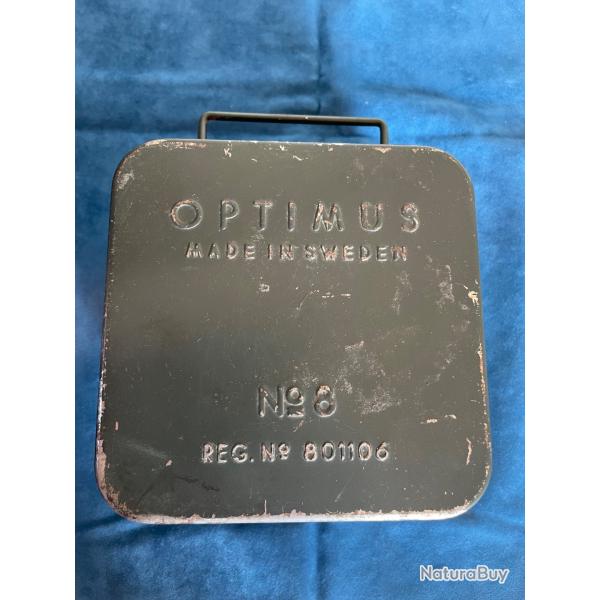 OPTIMUS
MADE IN SWEDEN
Nº 8
REG. Nº 801106
NaturaBuy